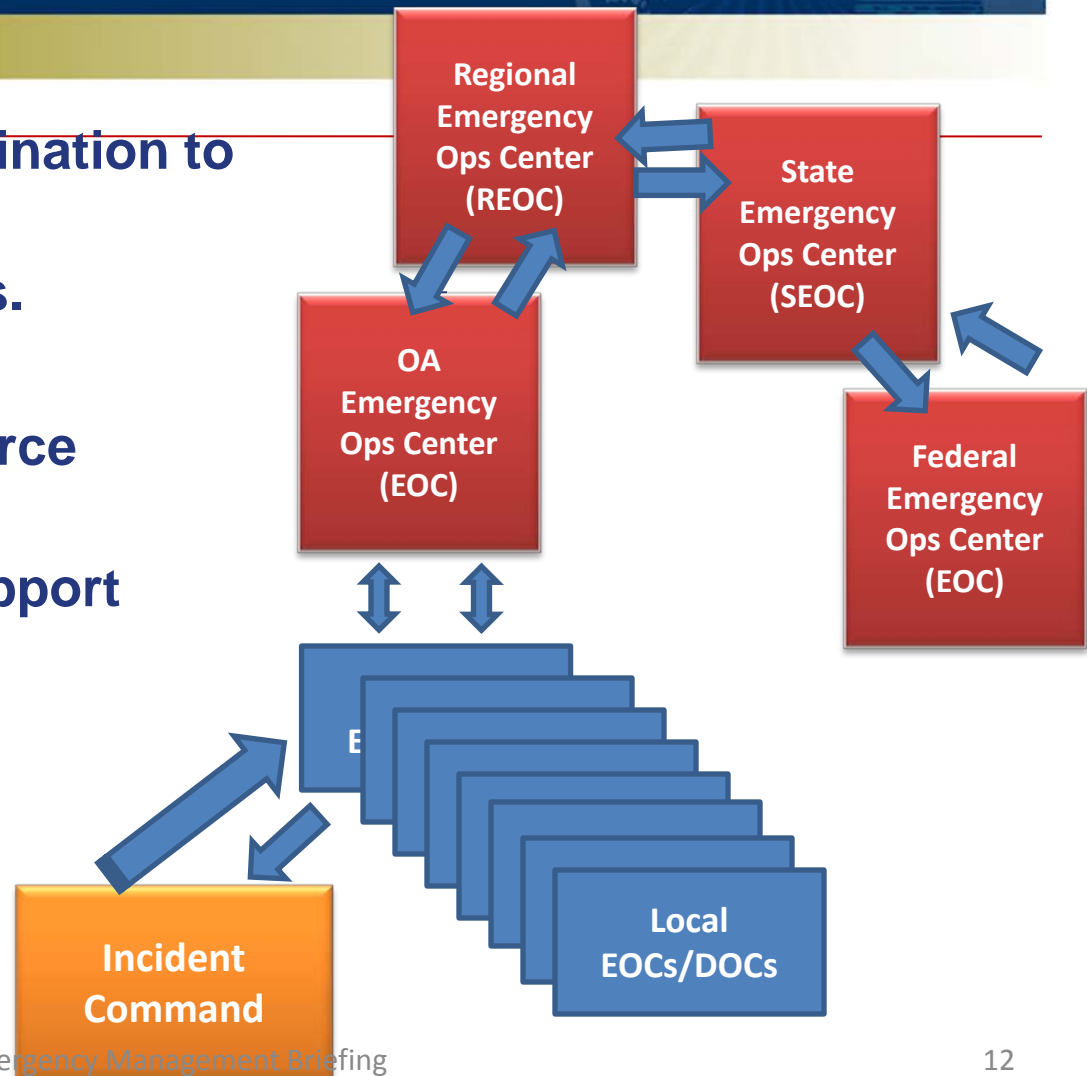 ination to
s.
rce
pport
Regional
Emergency
Ops Center
(REOC)
State
Emergency
Ops Center
(SEOC)
OA
Emergency
Ops Center
(EOC)
Federal
Emergency
Ops Center
(EOC)
E
Local
EOCs/DOCs
Incident
Command
ergency Management Briefing
12